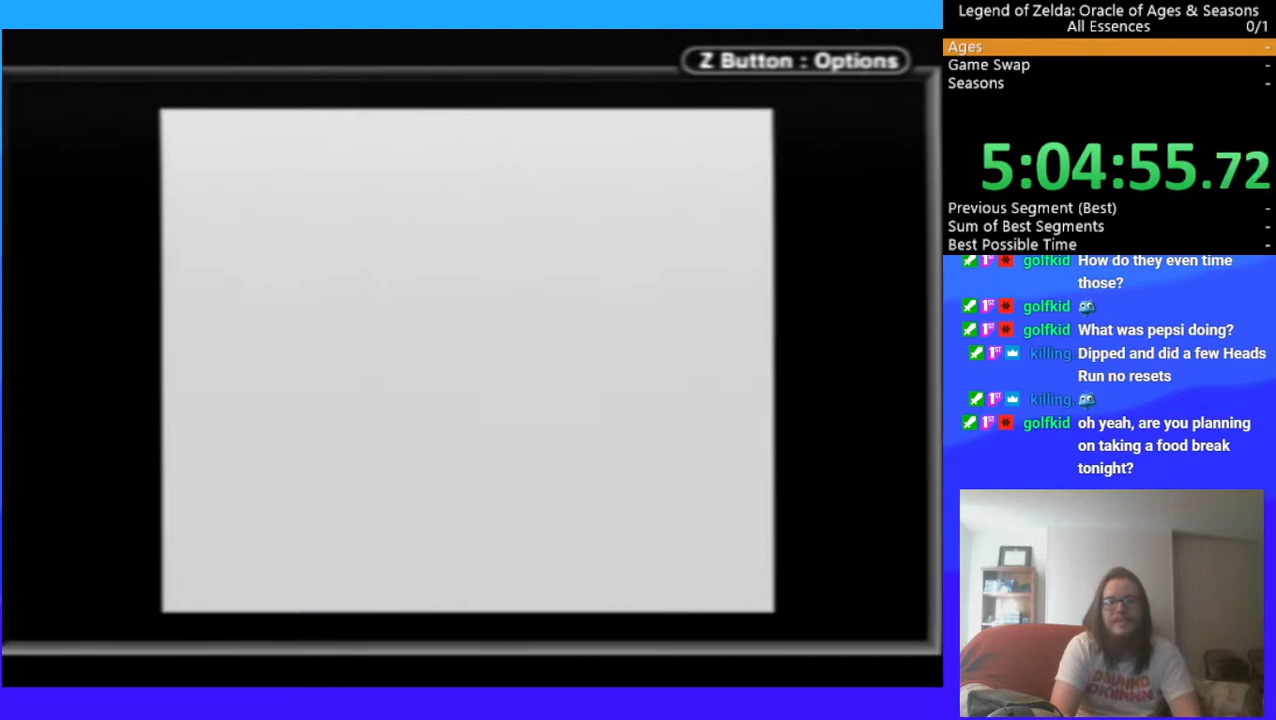 Z Button : Options
Legend of Zelda: Oracle of Ages & Seasons
All Essences 0/1
Ages -
Game Swap -
Seasons -
5:04:55.72
Previous Segment (Best) -
Sum of Best Segments -
Best Possible Time -
golfkid How do they even time
those?
golfkid
golfkid What was pepsi doing?
killing.. Dipped and did a few Heads
Run no resets
killing..
golfkid oh yeah, are you planning
on taking a food break
tonight?